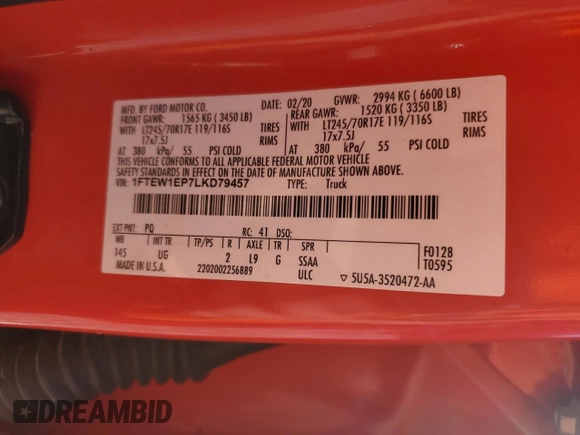 MFD. BY FORD MOTOR CO.
DATE: 02/20 GVWR: 2994 KG ( 6600 LB)
FRONT GAWR: 1565 KG ( 3450 LB) REAR GAWR: 1520 KG ( 3350 LB)
WITH LT245/70R17E 119/116S TIRES WITH LT245/70R17E 119/116S TIRES
17x7.5J RIMS 17x7.5J RIMS
AT 380 kPa/ 55 PSI COLD AT 380 kPa/ 55 PSI COLD
THIS VEHICLE CONFORMS TO ALL APPLICABLE FEDERAL MOTOR VEHICLE
SAFETY STANDARDS IN EFFECT ON THE DATE OF MANUFACTURE SHOWN ABOVE.
VIN: 1FTEW1EP7LKD79457 TYPE: Truck
EXT PNT: PQ RC: 41 DSO:
WB INT TR TP/PS R AXLE TR SPR
145 UG 2 L9 G SSAA
F0128
T0595
MADE IN U.S.A. 2202002256889 ULC
▽ 5U5A-3520472-AA
DREAMBID